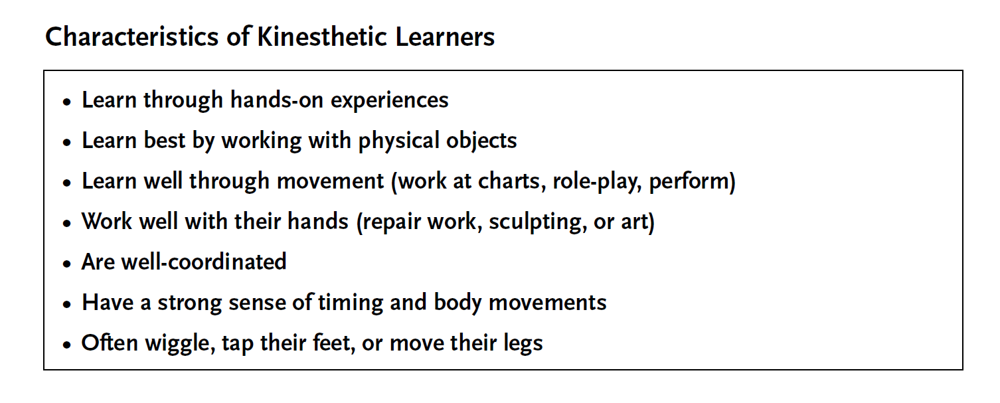 Characteristics of Kinesthetic Learners
• Learn through hands-on experiences
• Learn best by working with physical objects
• Learn well through movement (work at charts, role-play, perform)
• Work well with their hands (repair work, sculpting, or art)
• Are well-coordinated
• Have a strong sense of timing and body movements
• Often wiggle, tap their feet, or move their legs